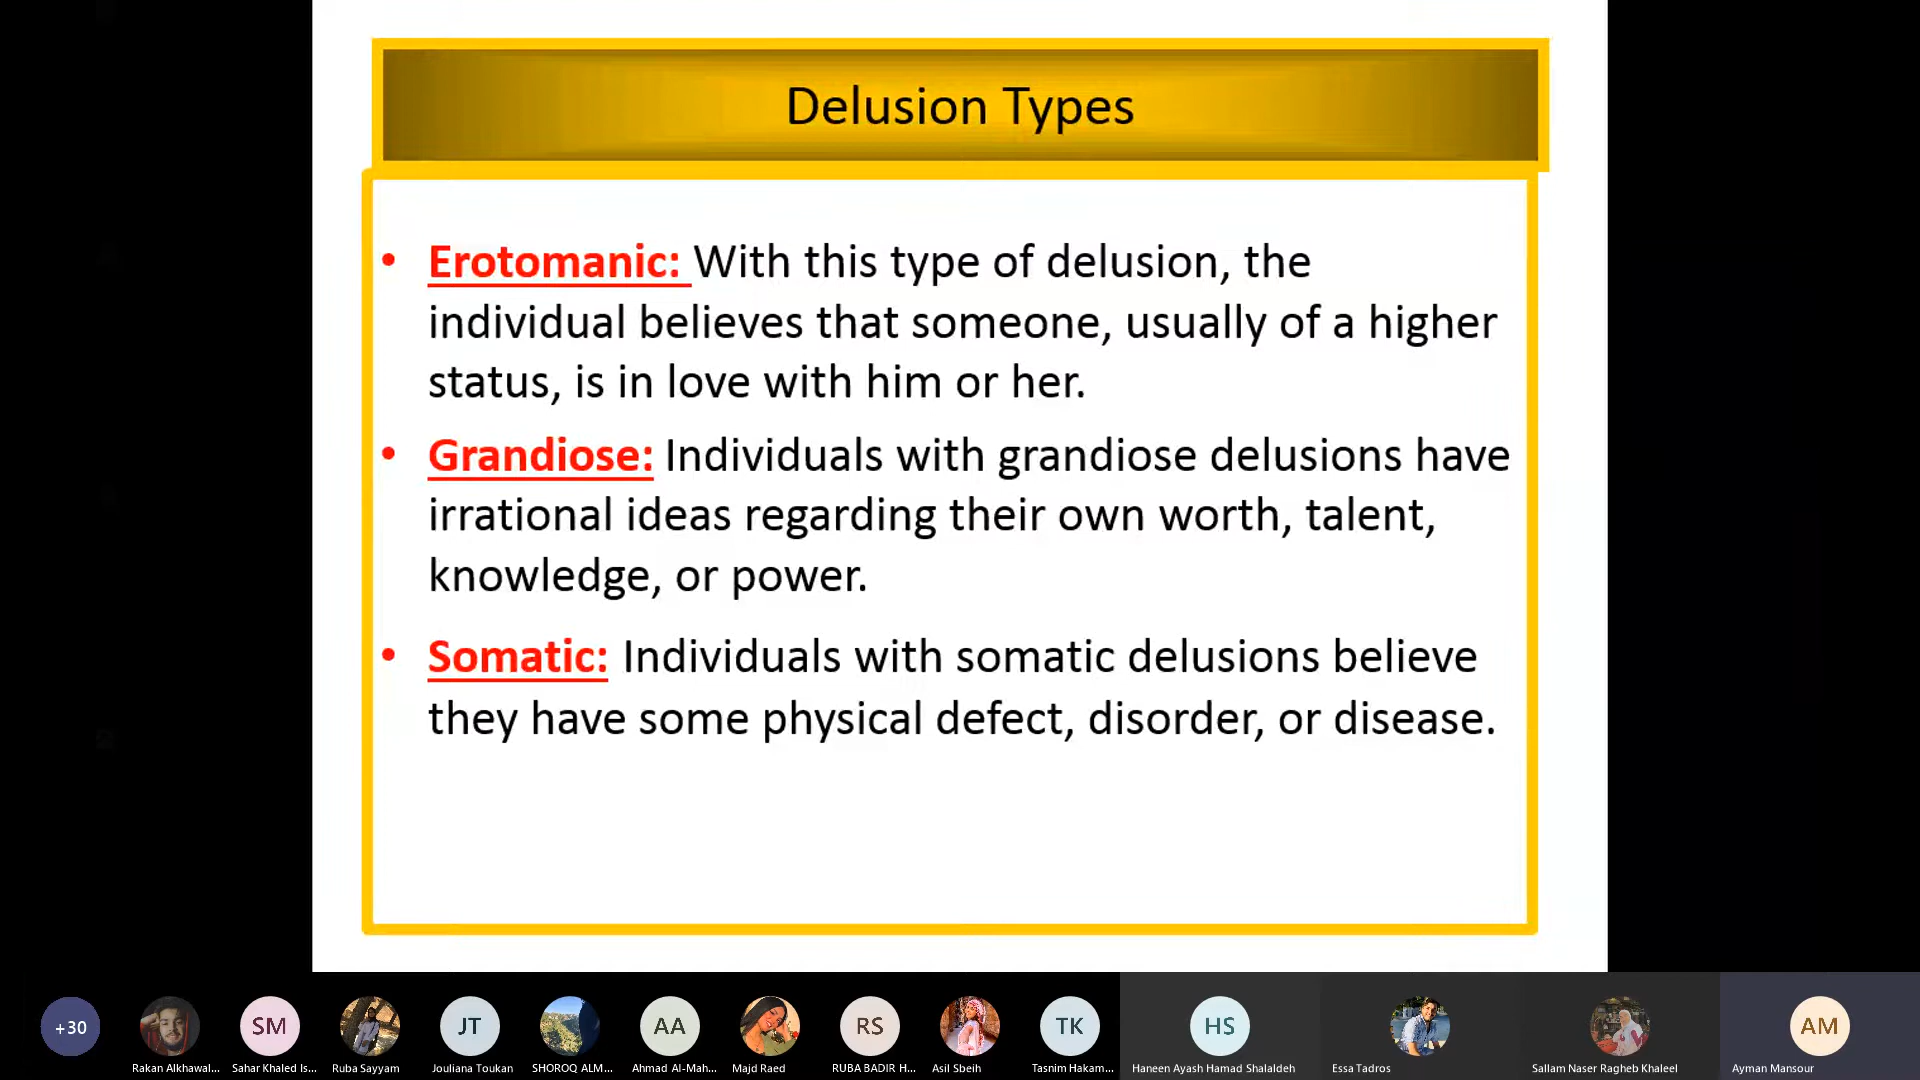 Delusion Types
• Erotomanic: With this type of delusion, the
individual believes that someone, usually of a higher
status, is in love with him or her.
• Grandiose: Individuals with grandiose delusions have
irrational ideas regarding their own worth, talent,
knowledge, or power.
• Somatic: Individuals with somatic delusions believe
they have some physical defect, disorder, or disease.
+30 SM JT AA RS TK HS AM
Rakan Alkhawal... Sahar Khaled Is... Ruba Sayyam Jouliana Toukan SHOROQ ALM... Ahmad Al-Mah... Majd Raed RUBA BADIR H... Asil Sbeih Tasnim Hakam... Haneen Ayash Hamad Shalaldeh Essa Tadros Sallam Naser Ragheb Khaleel Ayman Mansour